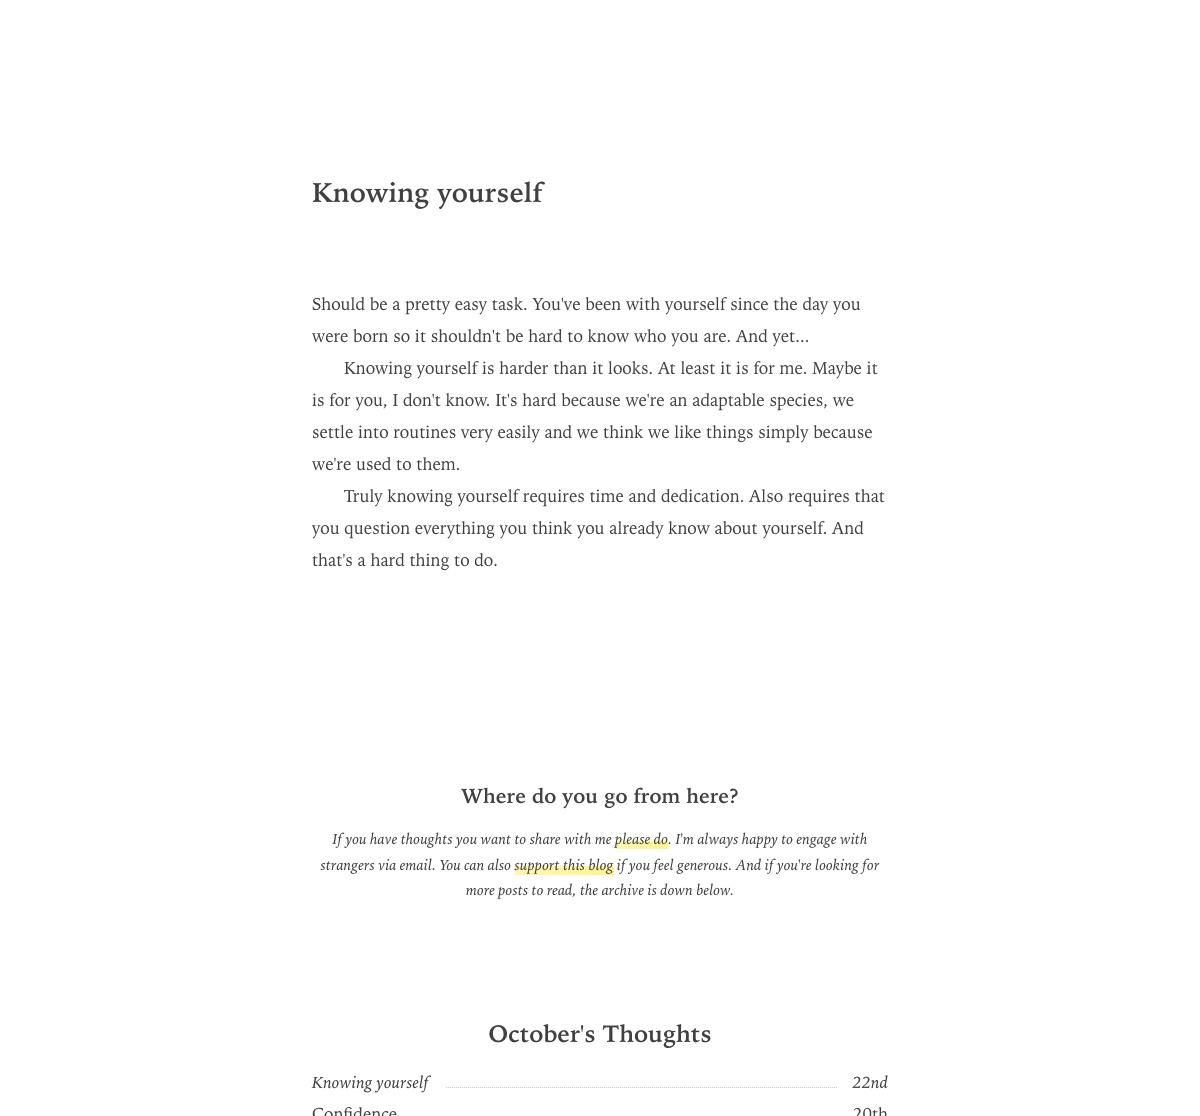 Knowing yourself
Should be a pretty easy task. You've been with yourself since the day you
were born so it shouldn't be hard to know who you are. And yet...
Knowing yourself is harder than it looks. At least it is for me. Maybe it
is for you, I don't know. It's hard because we're an adaptable species, we
settle into routines very easily and we think we like things simply because
we're used to them.
Truly knowing yourself requires time and dedication. Also requires that
you question everything you think you already know about yourself. And
that's a hard thing to do.
Where do you go from here?
If you have thoughts you want to share with me please do. I'm always happy to engage with
strangers via email. You can also support this blog if you feel generous. And if you're looking for
more posts to read, the archive is down below.
October's Thoughts
Knowing yourself 22nd
Confidence 20th